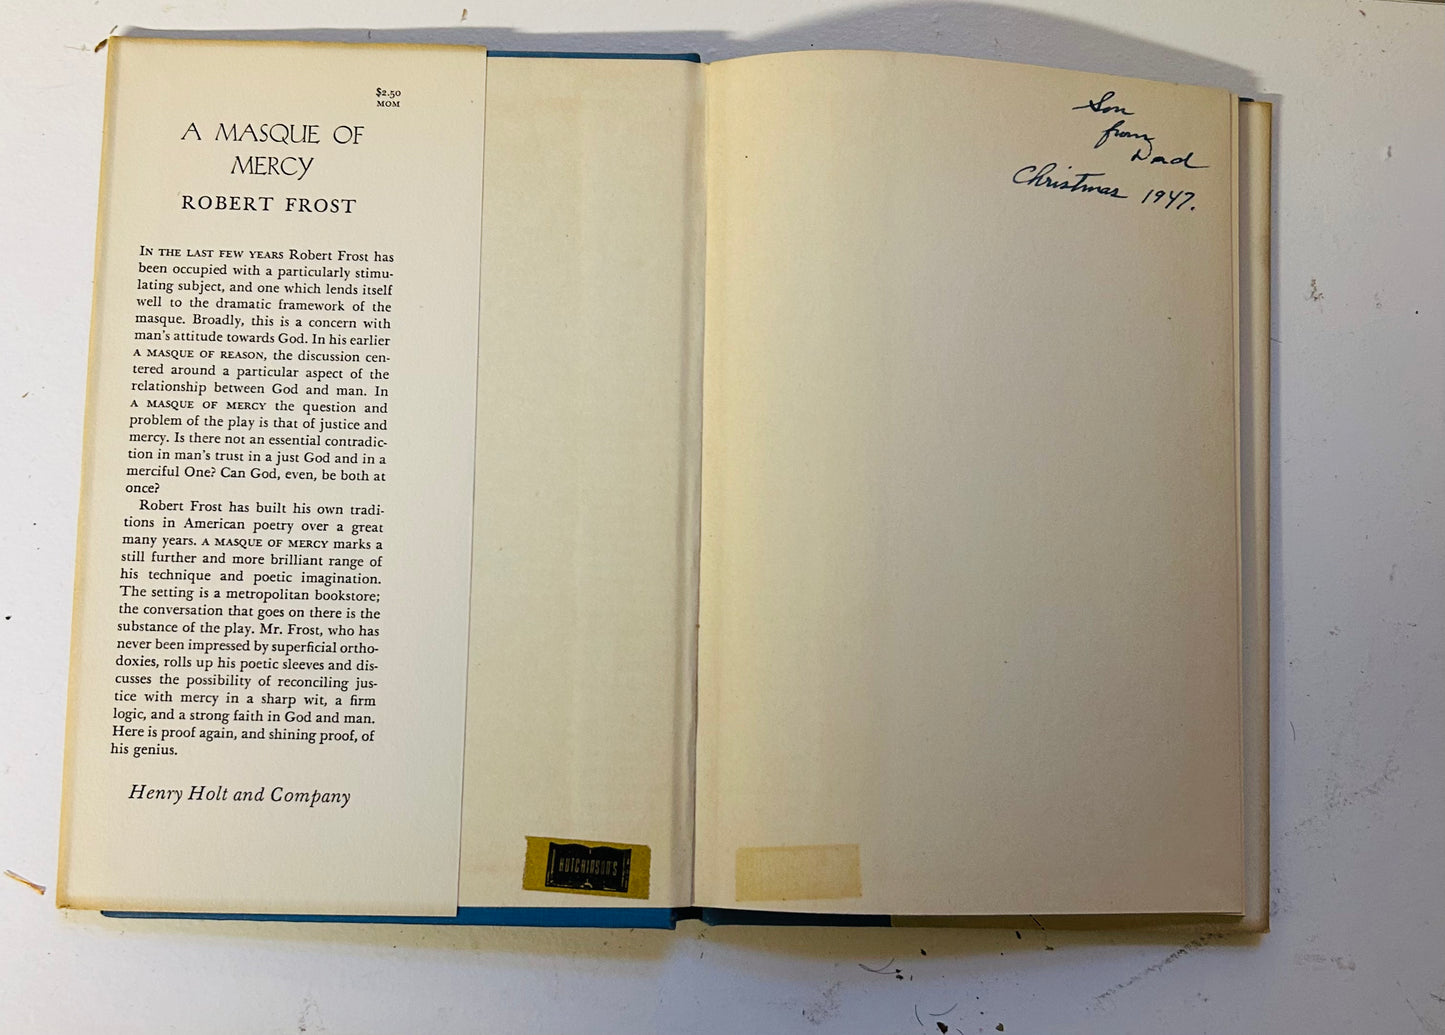 $2.50
MOM
A MASQUE OF
MERCY
ROBERT FROST
IN THE LAST FEW YEARS Robert Frost has
been occupied with a particularly stimu-
lating subject, and one which lends itself
well to the dramatic framework of the
masque. Broadly, this is a concern with
man's attitude towards God. In his earlier
A MASQUE OF REASON, the discussion cen-
tered around a particular aspect of the
relationship between God and man. In
A MASQUE OF MERCY the question and
problem of the play is that of justice and
mercy. Is there not an essential contradic-
tion in man's trust in a just God and in a
merciful One? Can God, even, be both at
once?
Robert Frost has built his own tradi-
tions in American poetry over a great
many years. A MASQUE OF MERCY marks a
still further and more brilliant range of
his technique and poetic imagination.
The setting is a metropolitan bookstore;
the conversation that goes on there is the
substance of the play. Mr. Frost, who has
never been impressed by superficial ortho-
doxies, rolls up his poetic sleeves and dis-
cusses the possibility of reconciling jus-
tice with mercy in a sharp wit, a firm
logic, and a strong faith in God and man.
Here is proof again, and shining proof, of
his genius.
Henry Holt and Company
HUTCHINSON'S
Son
from
Dad
Christmas 1947.